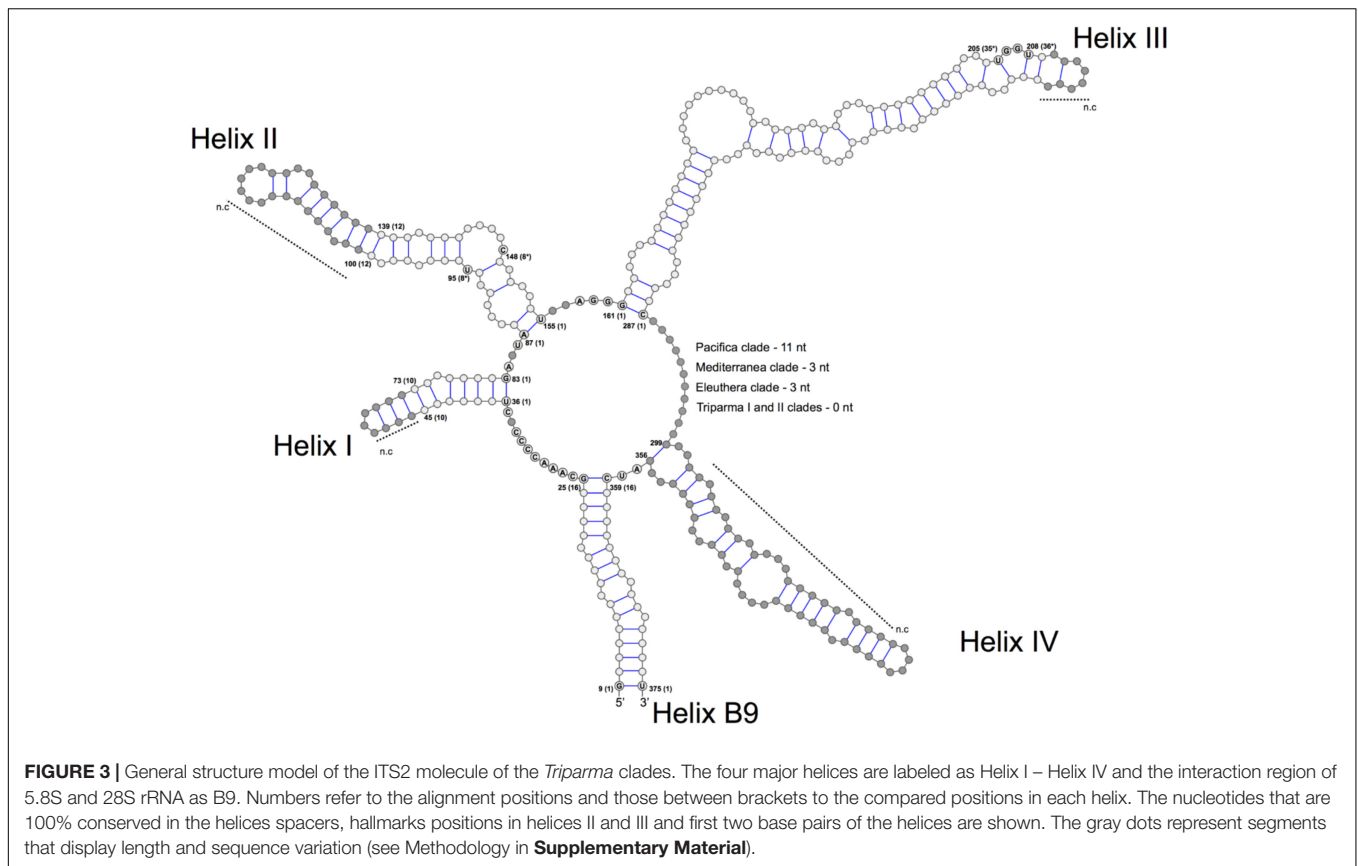 Helix III
205 (35*)
U
G
G
U
208 (36*)
n.c
Helix II
n.c
139 (12)
100 (12)
C
148 (8*)
U
95 (8*)
U
155 (1)
A
G
G
G
161 (1)
C
287 (1)
A
87 (1)
U
A
G
83 (1)
U
36 (1)
73 (10)
45 (10)
n.c
Helix I
Pacifica clade - 11 nt
Mediterranea clade - 3 nt
Eleuthera clade - 3 nt
Triparma I and II clades - 0 nt
C
C
C
C
C
A
A
A
C
G
25 (16)
C
359 (16)
U
A
356
299
n.c
Helix IV
9 (1)
G
U
375 (1)
5'
3'
Helix B9
FIGURE 3 | General structure model of the ITS2 molecule of the Triparma clades. The four major helices are labeled as Helix I – Helix IV and the interaction region of
5.8S and 28S rRNA as B9. Numbers refer to the alignment positions and those between brackets to the compared positions in each helix. The nucleotides that are
100% conserved in the helices spacers, hallmarks positions in helices II and III and first two base pairs of the helices are shown. The gray dots represent segments
that display length and sequence variation (see Methodology in Supplementary Material).